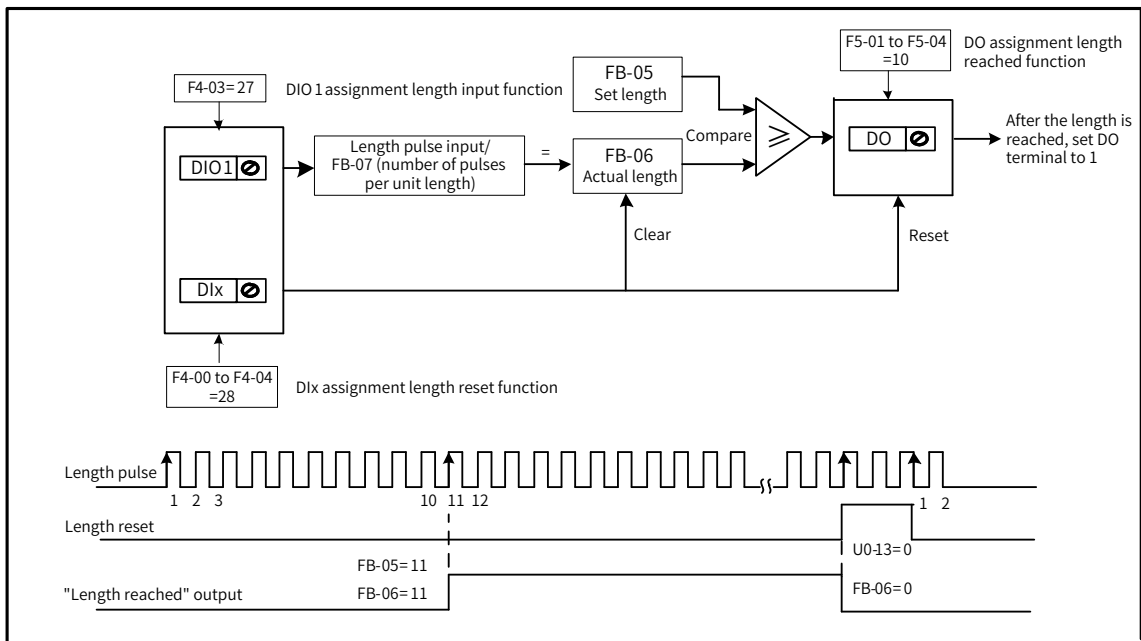 F5-01 to F5-04
=10
DO assignment length
reached function
F4-03=27
DIO 1 assignment length input function
FB-05
Set length
DIO 1
Length pulse input/
FB-07 (number of pulses
per unit length)
=
FB-06
Actual length
Compare
≥
DO
After the length is
reached, set DO
terminal to 1
Clear
Reset
DIx
F4-00 to F4-04
=28
DIx assignment length reset function
Length pulse
1 2 3 10 11 12 1 2
Length reset
U0-13=0
FB-05=11
FB-06=11
FB-06=0
"Length reached" output